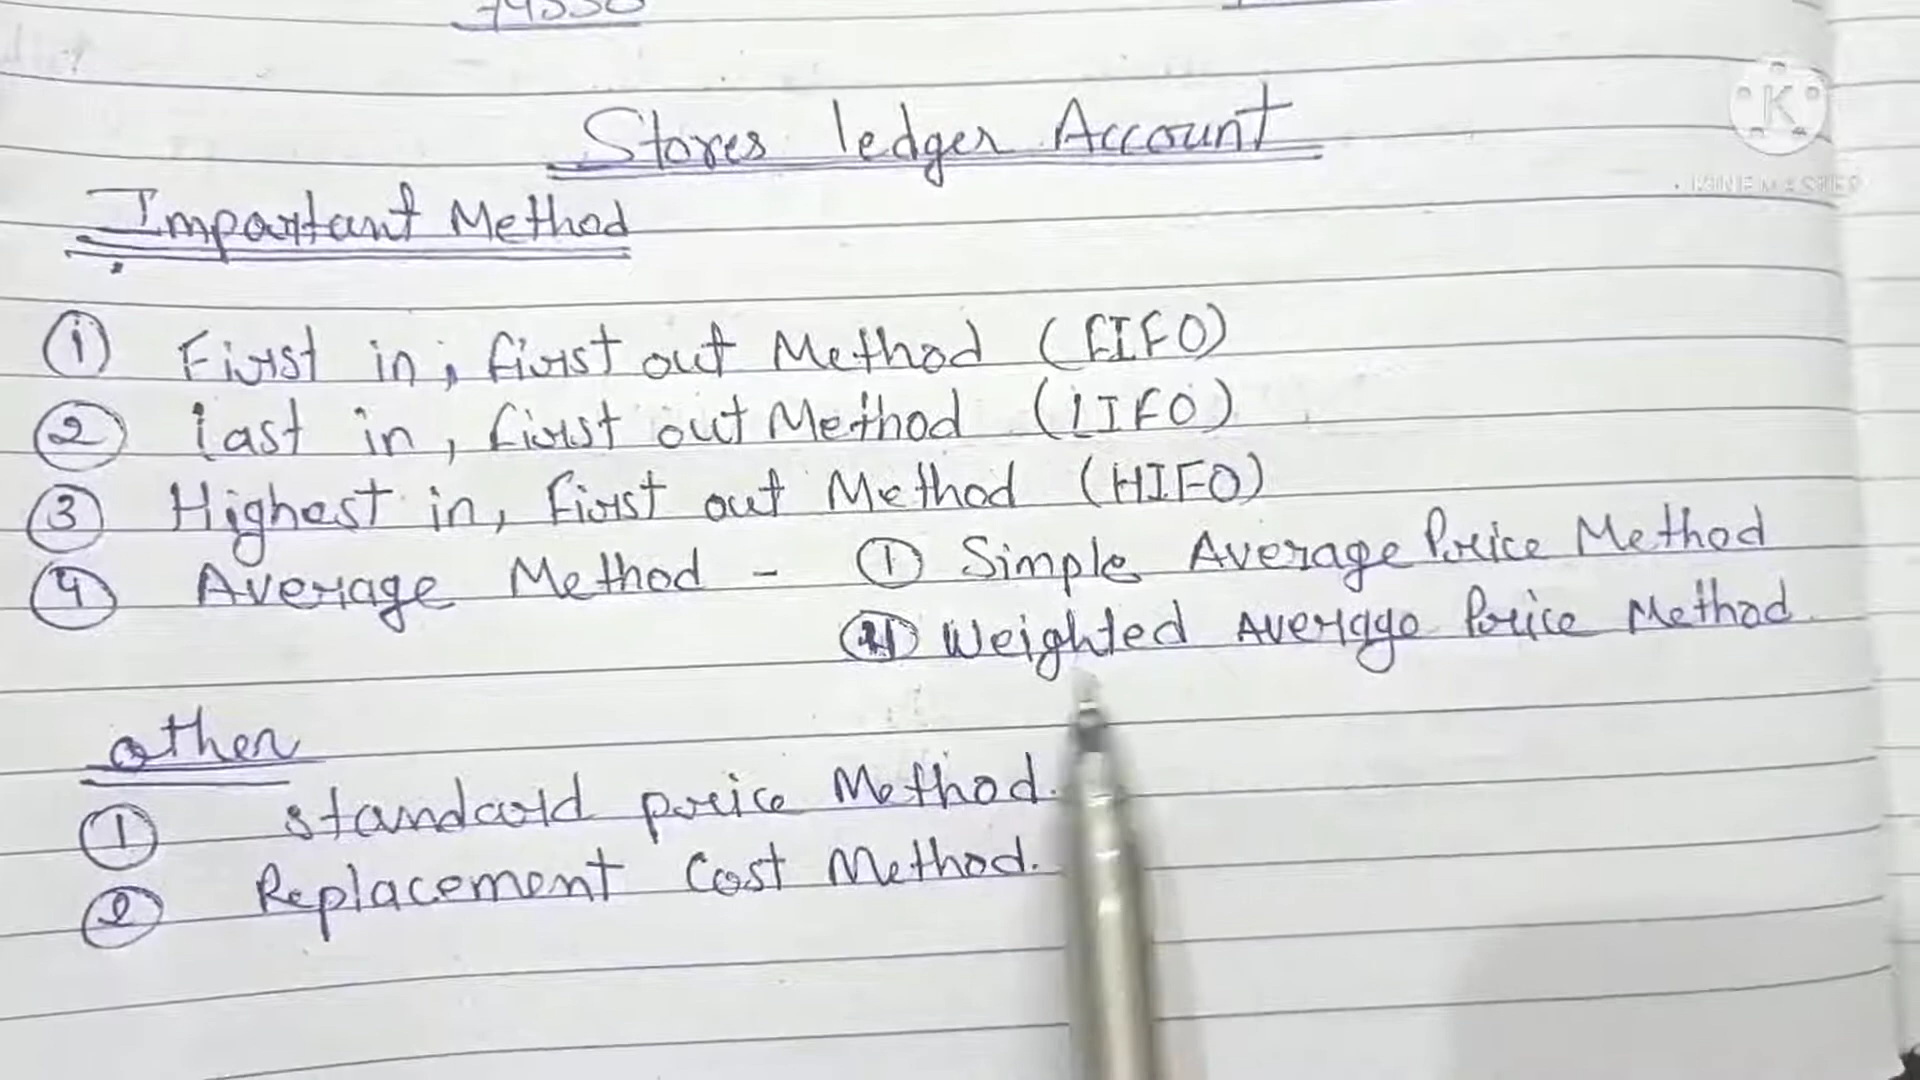 Stores ledger Account
K
KINEMASTER
Important Method
① First in, first out Method (FIFO)
② last in, first out Method (LIFO)
③ Highest in, First out Method (HIFO)
④ Average Method - ① Simple Average Price Method
Weighted Average Price Method
other
① standard price Method.
② Replacement Cost Method.